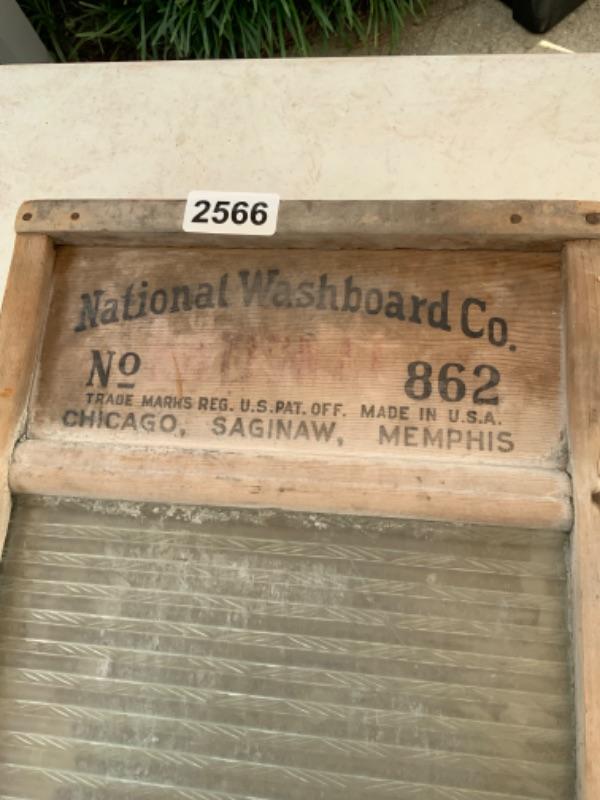 2566
National Washboard Co.
No 862
TRADE MARKS REG. U.S. PAT. OFF. MADE IN U.S.A.
CHICAGO, SAGINAW, MEMPHIS